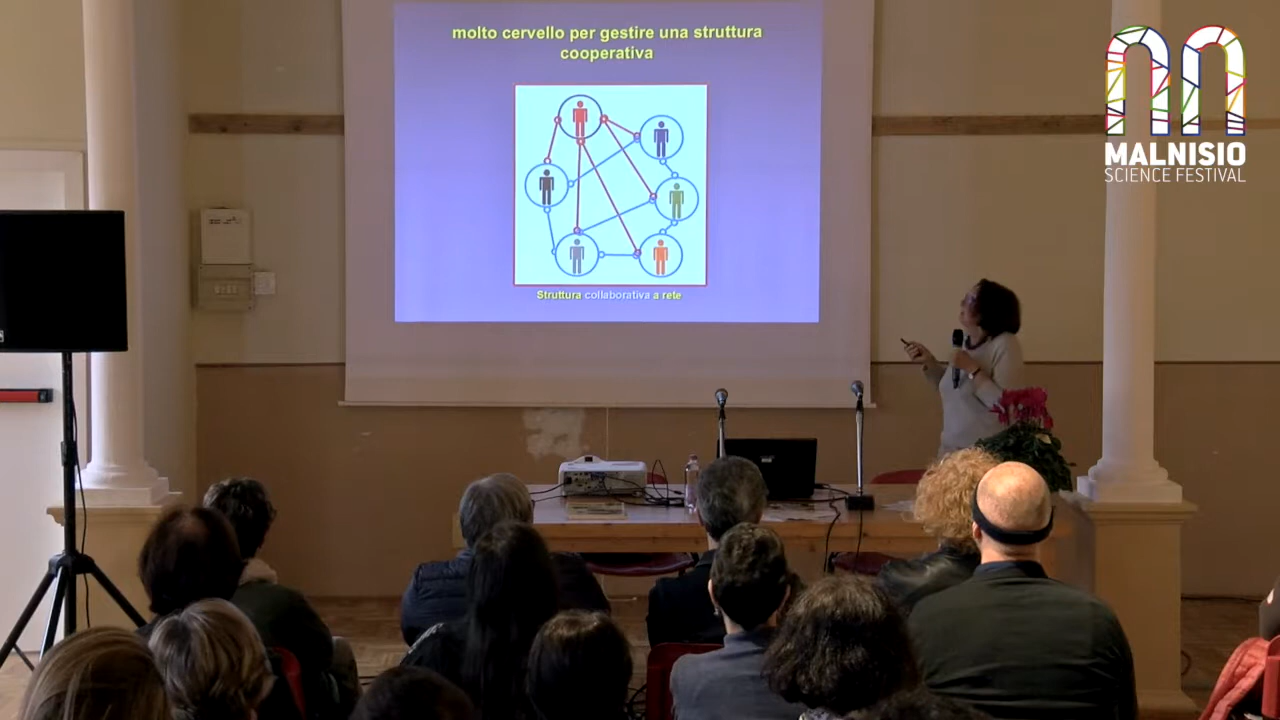 molto cervello per gestire una struttura
cooperativa
Struttura collaborativa a rete
MALNISIO
SCIENCE FESTIVAL